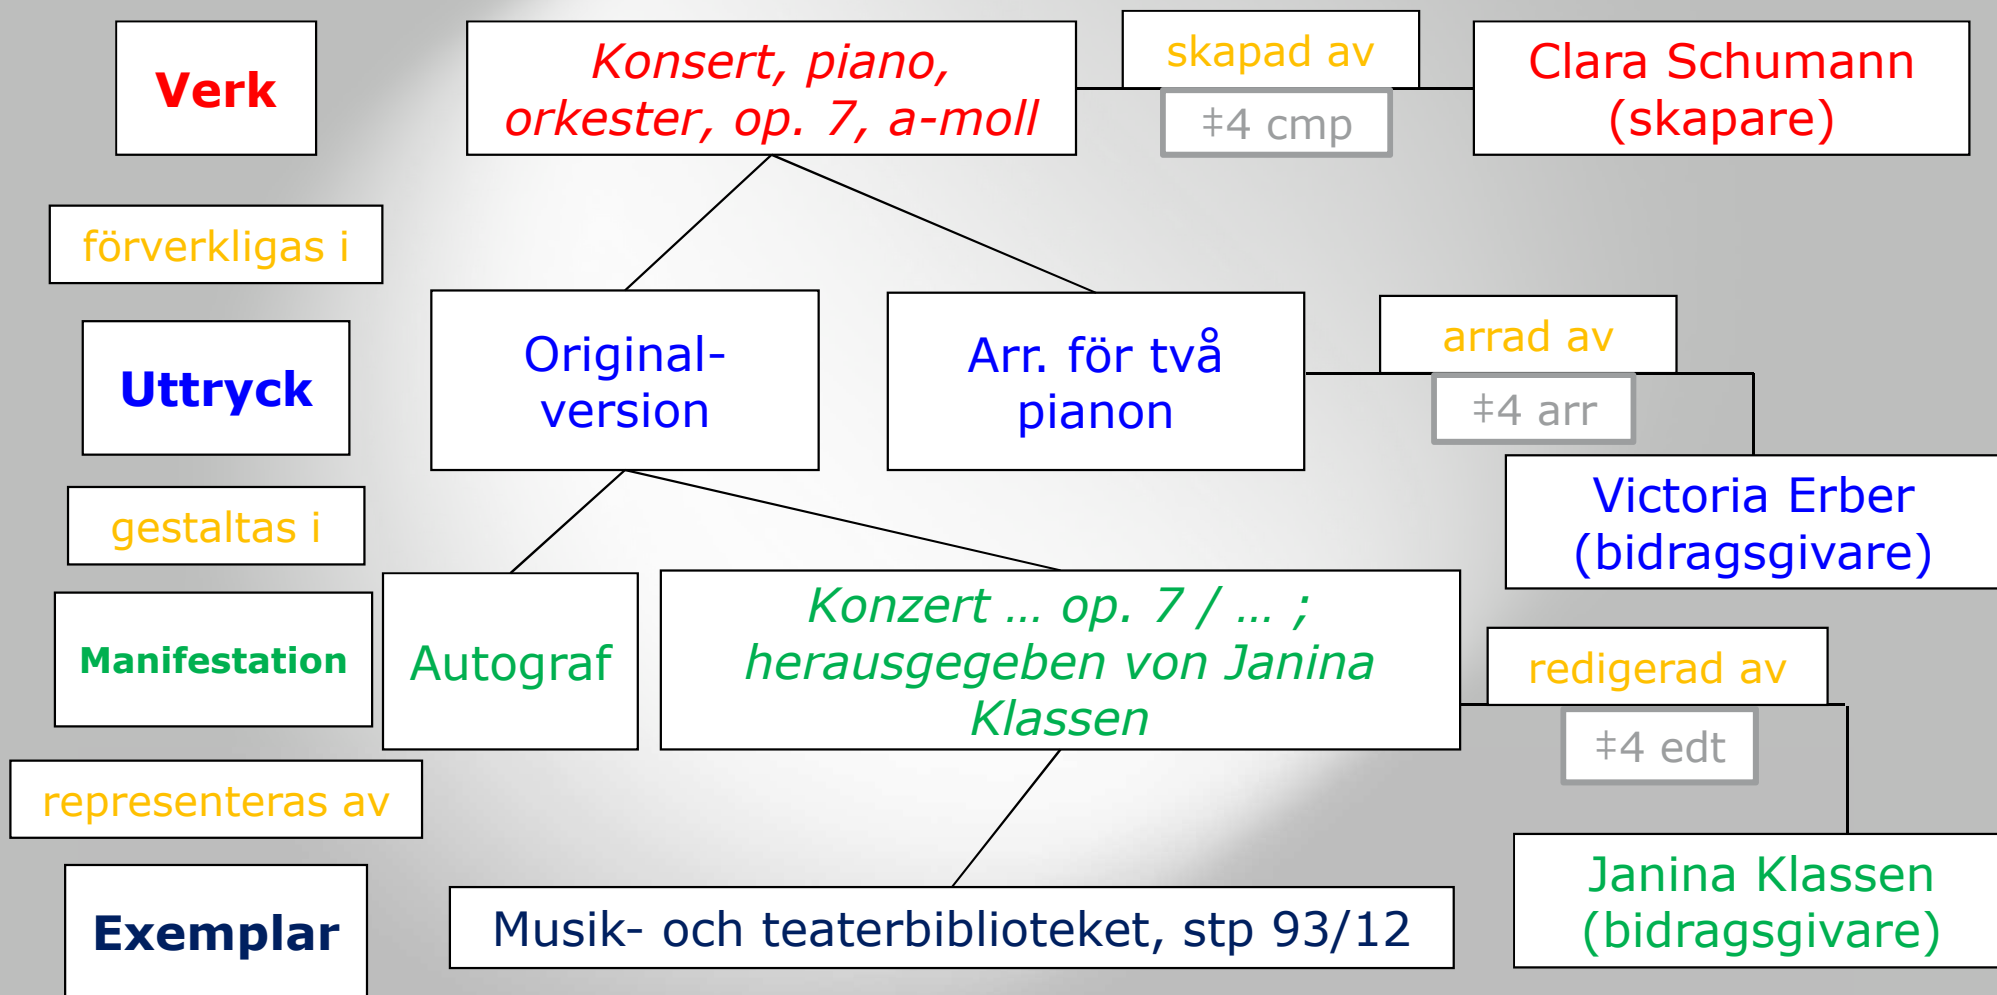 Verk
Konsert, piano,
orkester, op. 7, a-moll
skapad av
‡4 cmp
Clara Schumann
(skapare)
förverkligas i
Uttryck
Original-
version
Arr. för två
pianon
arrad av
‡4 arr
Victoria Erber
(bidragsgivare)
gestaltas i
Manifestation
Autograf
Konzert … op. 7 / … ;
herausgegeben von Janina
Klassen
redigerad av
‡4 edt
Janina Klassen
(bidragsgivare)
representeras av
Exemplar
Musik- och teaterbiblioteket, stp 93/12